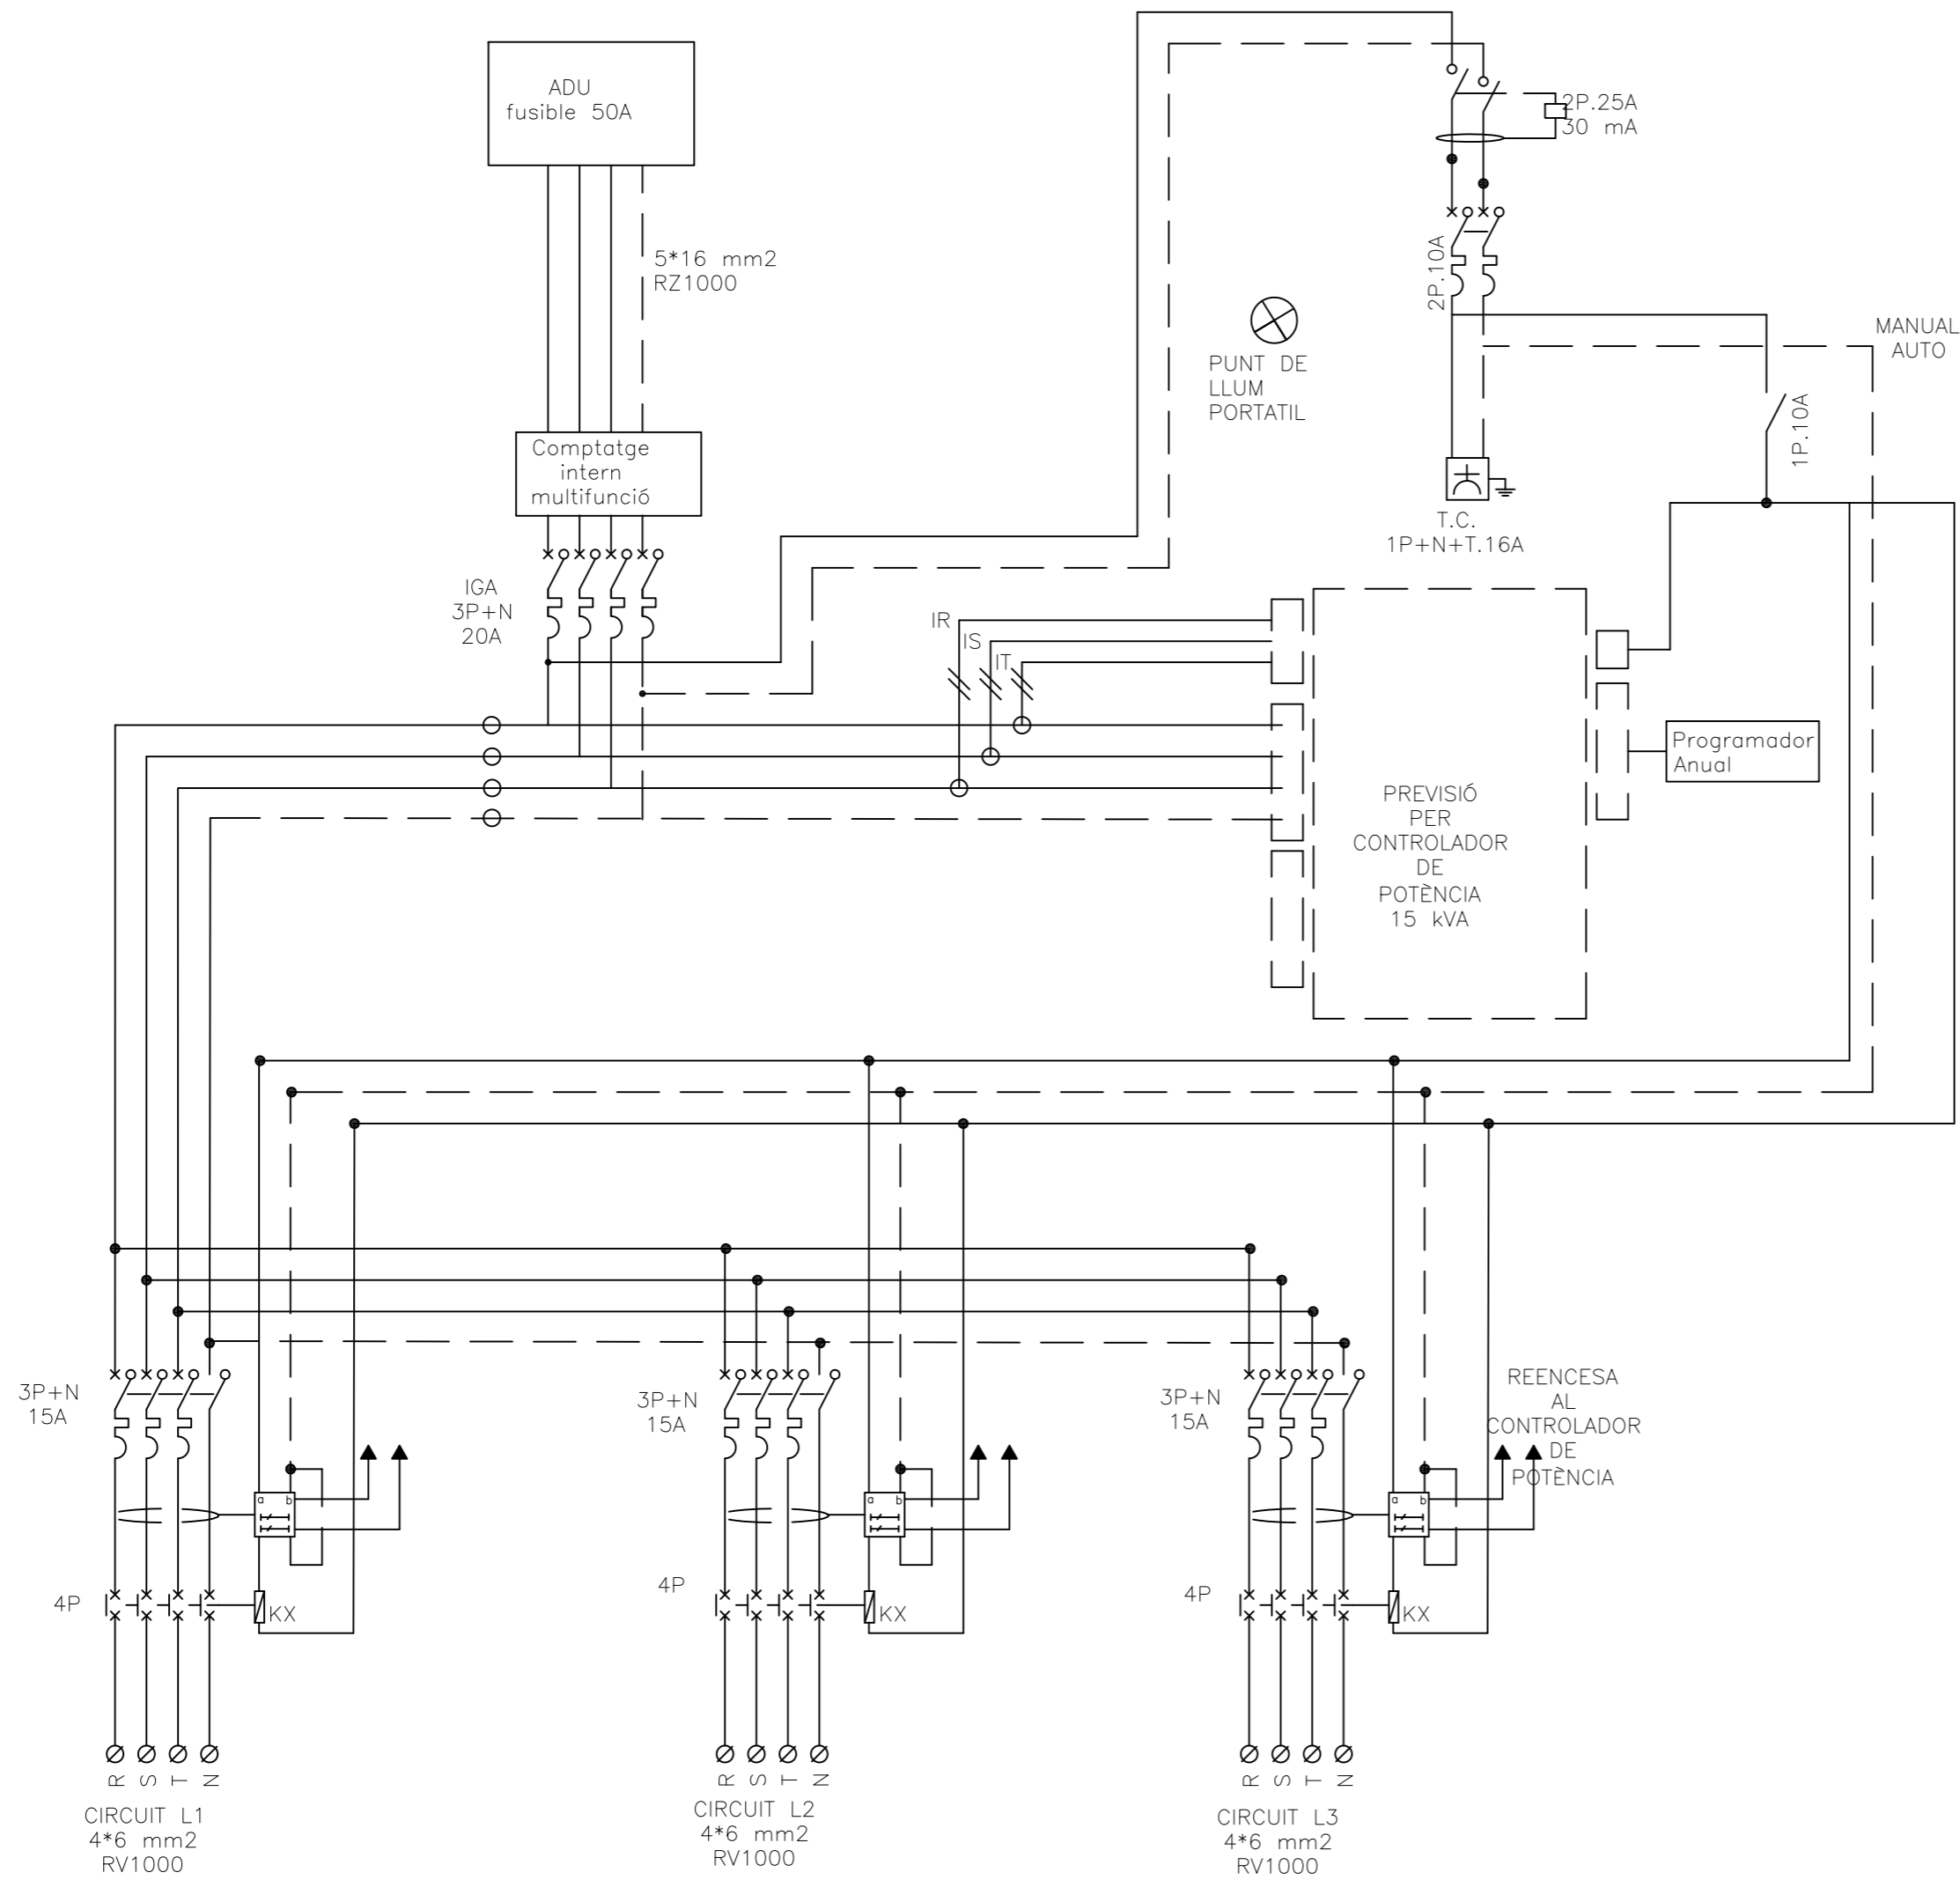 ADU
fusible 50A
2P.25A
30 mA
5*16 mm2
RZ1000
2P.10A
PUNT DE
LLUM
PORTATIL
MANUAL
AUTO
1P.10A
Comptatge
intern
multifunció
T.C.
1P+N+T.16A
IGA
3P+N
20A
IR
IS
IT
Programador
Anual
PREVISIÓ
PER
CONTROLADOR
DE
POTÈNCIA
15 kVA
3P+N
15A
3P+N
15A
3P+N
15A
REENCESA
AL
CONTROLADOR
DE
POTÈNCIA
a b
a b
a b
4P
KX
4P
KX
4P
KX
R S T N
R S T N
R S T N
CIRCUIT L1
4*6 mm2
RV1000
CIRCUIT L2
4*6 mm2
RV1000
CIRCUIT L3
4*6 mm2
RV1000